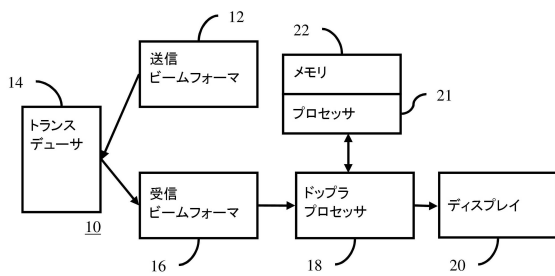 12
送信
ビームフォーマ
22
メモリ
プロセッサ
21
14
トランス
デューサ
10
受信
ビームフォーマ
16
ドップラ
プロセッサ
18
ディスプレイ
20